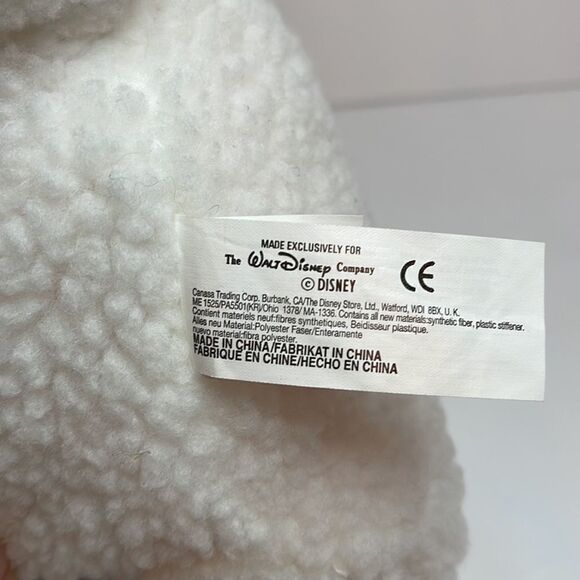 MADE EXCLUSIVELY FOR
The Walt Disney Company
© DISNEY
CE
Canasa Trading Corp. Burbank, CA/The Disney Store, Ltd., Watford, WDI 8BX, U.K.
ME 1525/PA5501(KR)/Ohio 1378/ MA-1336. Contains all new materials:synthetic fiber, plastic stiffener.
Contient materiels neuf:fibres synthetiques, Beidisseur plastique.
Alles neu Material:Polyester Faser/Enteramente
nuevo material:fibra polyester.
MADE IN CHINA/FABRIKAT IN CHINA
FABRIQUE EN CHINE/HECHO EN CHINA